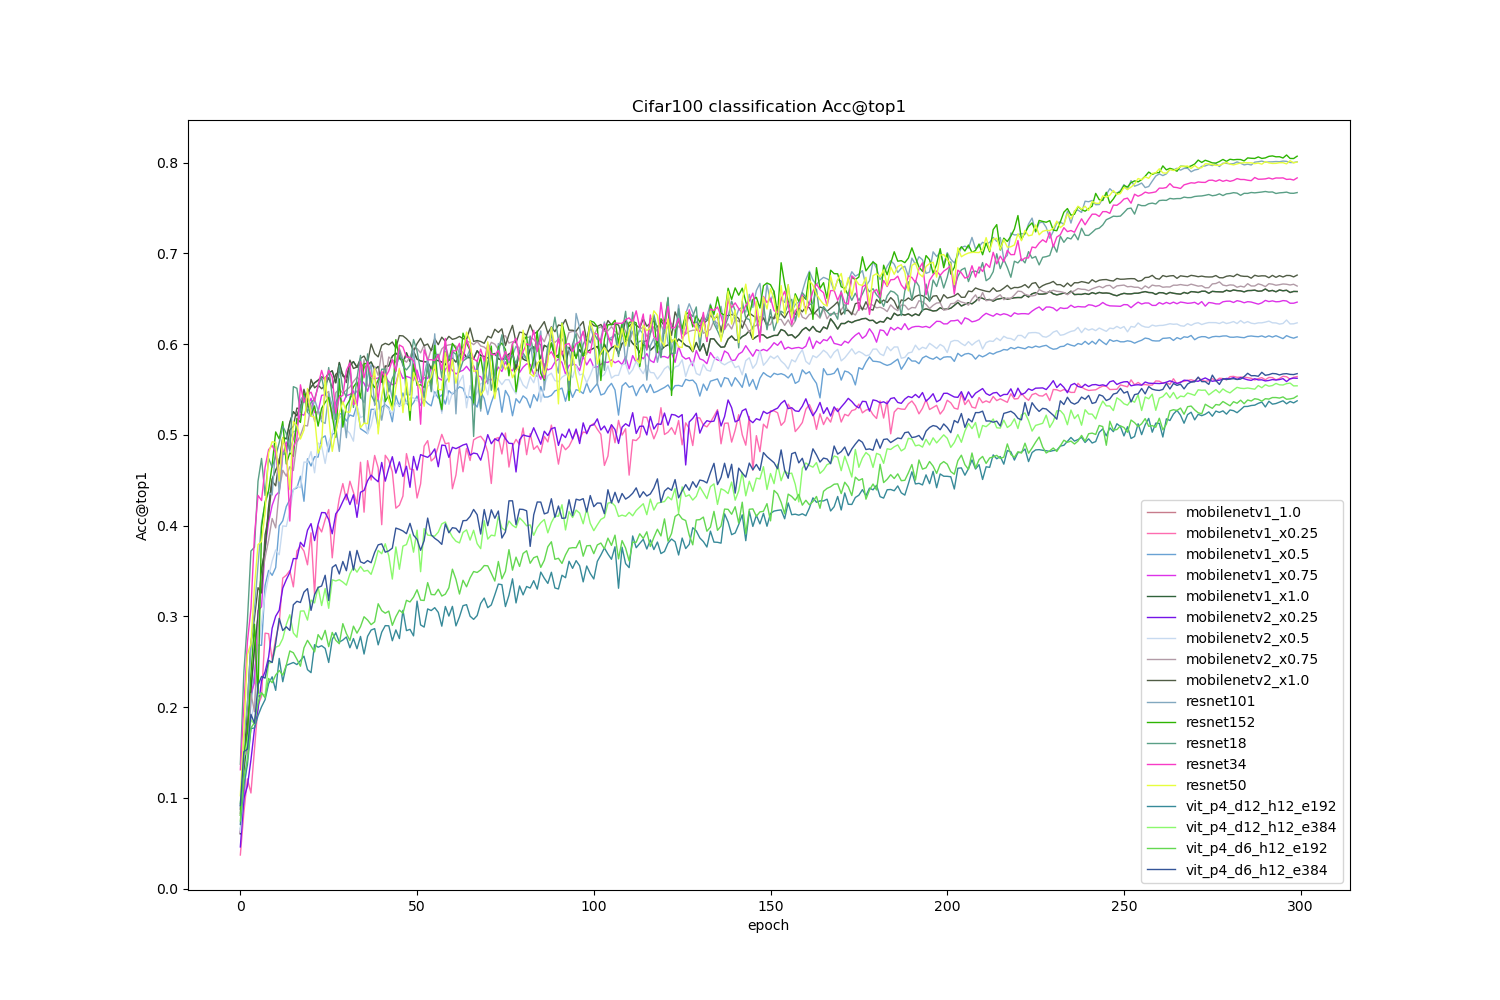 Cifar100 classification Acc@top1
0.8
0.7
0.6
0.5
0.4
0.3
0.2
0.1
0.0
Acc@top1
0
50
100
150
200
250
300
epoch
mobilenetv1_1.0
mobilenetv1_x0.25
mobilenetv1_x0.5
mobilenetv1_x0.75
mobilenetv1_x1.0
mobilenetv2_x0.25
mobilenetv2_x0.5
mobilenetv2_x0.75
mobilenetv2_x1.0
resnet101
resnet152
resnet18
resnet34
resnet50
vit_p4_d12_h12_e192
vit_p4_d12_h12_e384
vit_p4_d6_h12_e192
vit_p4_d6_h12_e384